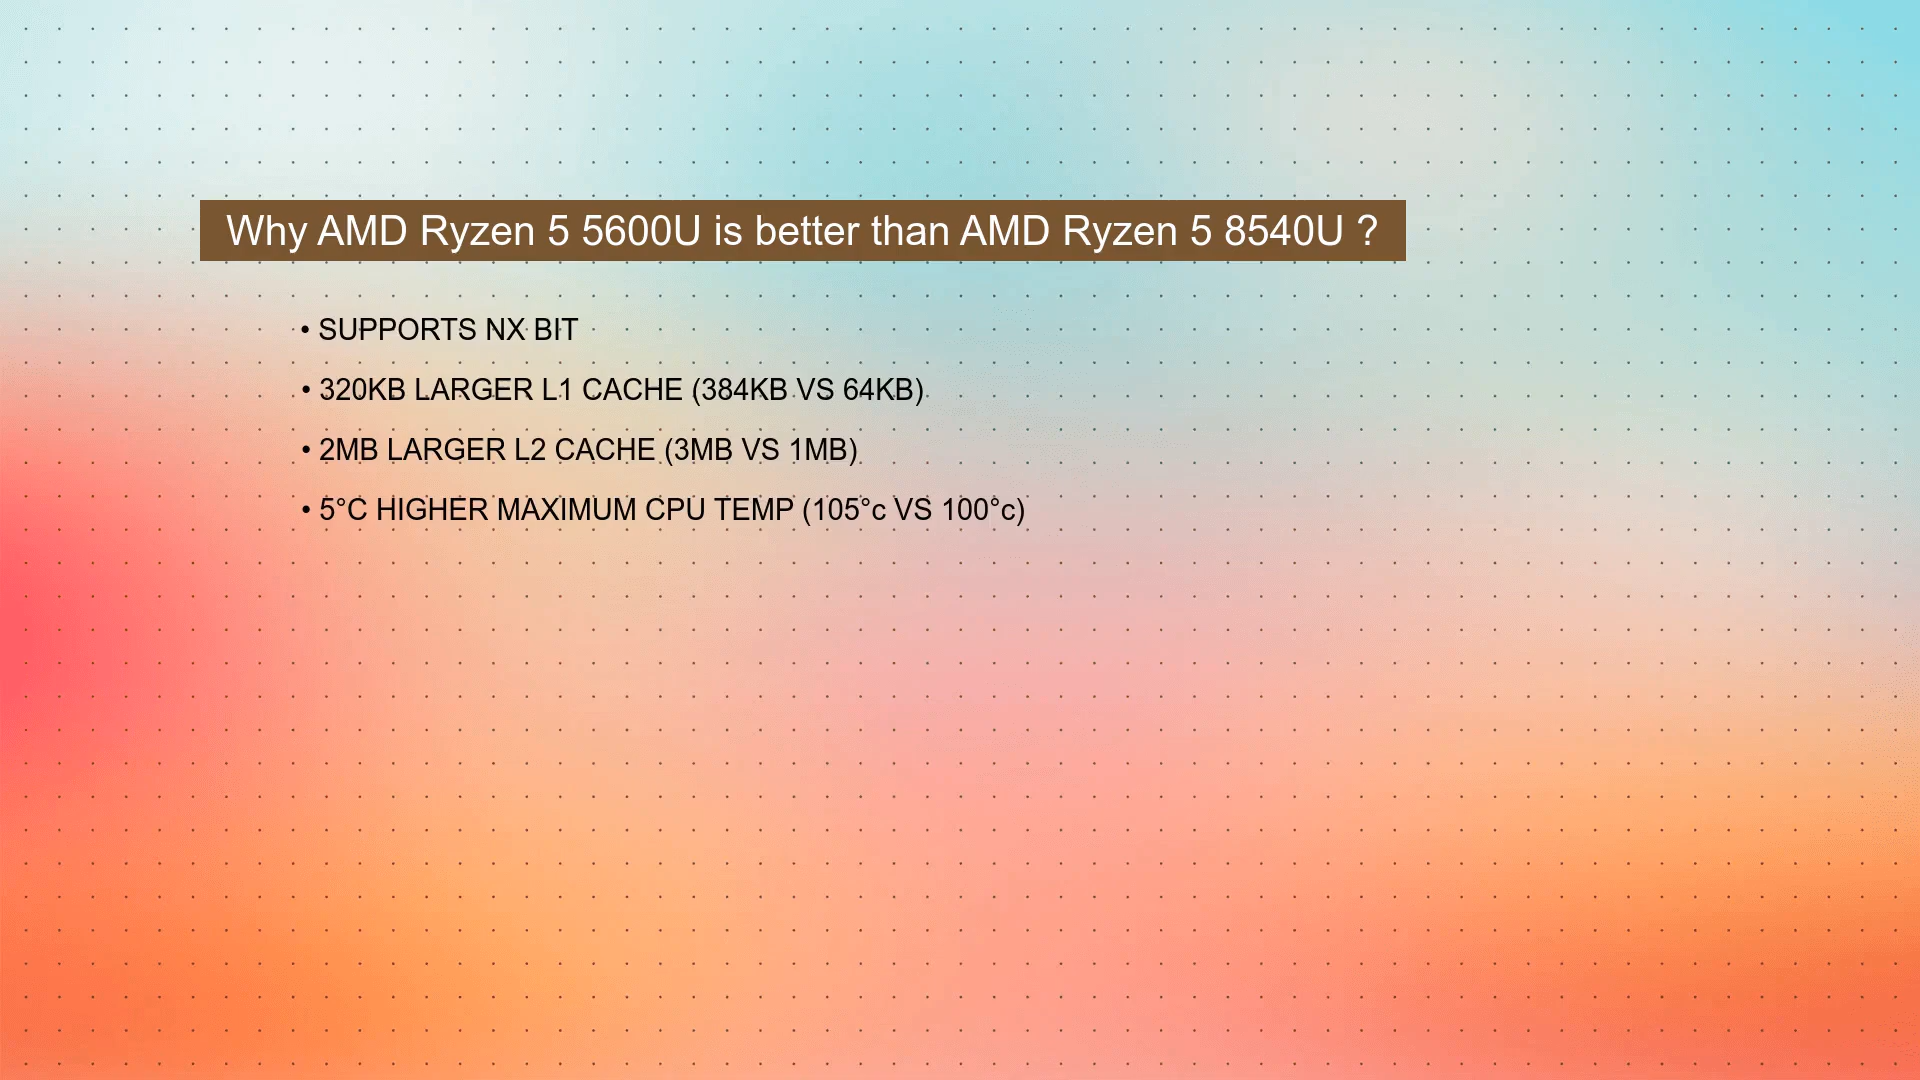 Why AMD Ryzen 5 5600U is better than AMD Ryzen 5 8540U ?
• SUPPORTS NX BIT
• 320KB LARGER L1 CACHE (384KB VS 64KB)
• 2MB LARGER L2 CACHE (3MB VS 1MB)
• 5°C HIGHER MAXIMUM CPU TEMP (105°c VS 100°c)